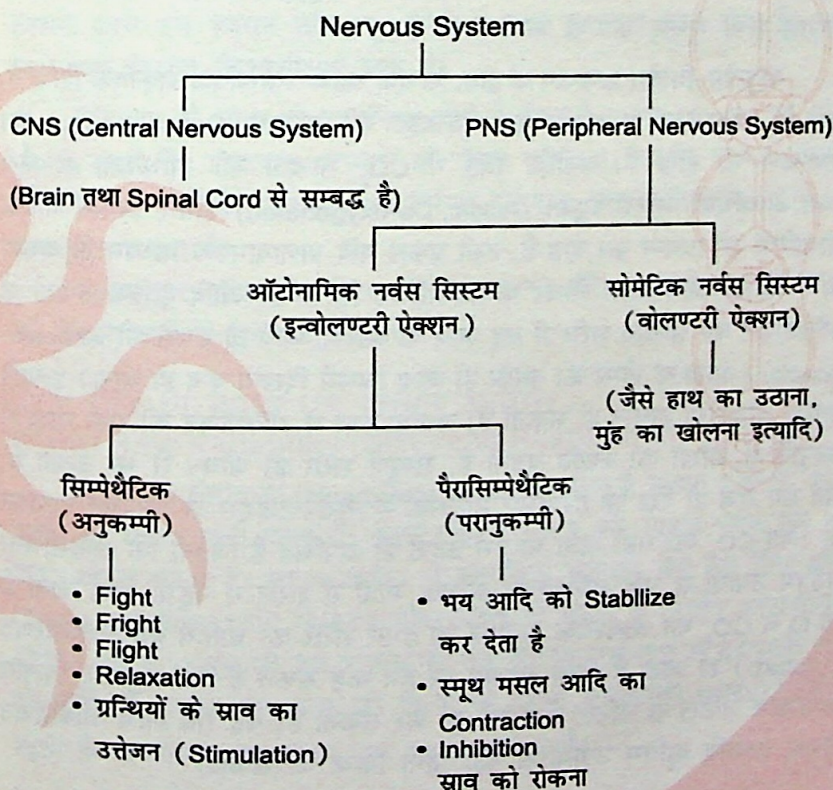 Nervous System
CNS (Central Nervous System)
PNS (Peripheral Nervous System)
(Brain तथा Spinal Cord से सम्बद्ध है)
ऑटोनामिक नर्वस सिस्टम
(इन्वोलण्टरी ऐक्शन)
सोमेटिक नर्वस सिस्टम
(वोलण्टरी ऐक्शन)
(जैसे हाथ का उठाना,
मुंह का खोलना इत्यादि)
सिम्पेथैटिक
(अनुकम्पी)
• Fight
• Fright
• Flight
• Relaxation
• ग्रन्थियों के स्राव का
उत्तेजन (Stimulation)
पैरासिम्पेथैटिक
(परानुकम्पी)
• भय आदि को Stabllize
कर देता है
• स्मूथ मसल आदि का
Contraction
• Inhibition
स्राव को रोकना